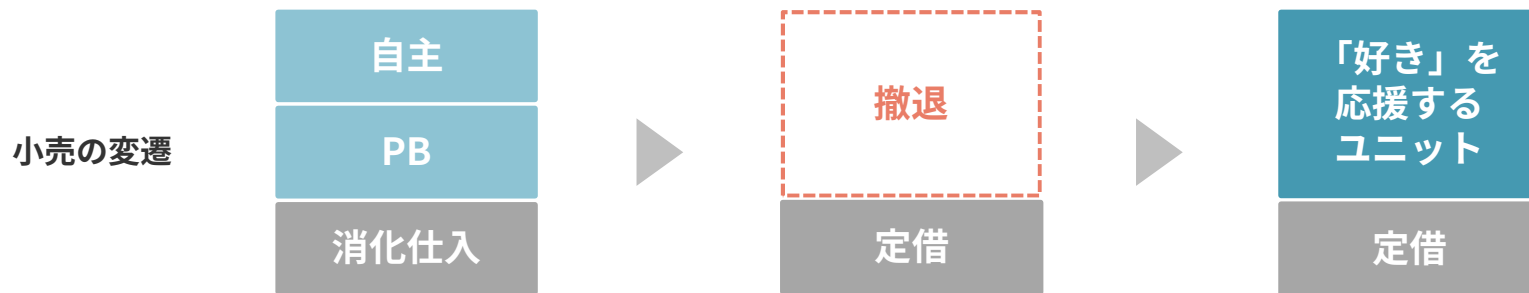 小売の変遷
自主
PB
消化仕入
撤退
定借
「好き」を
応援する
ユニット
定借